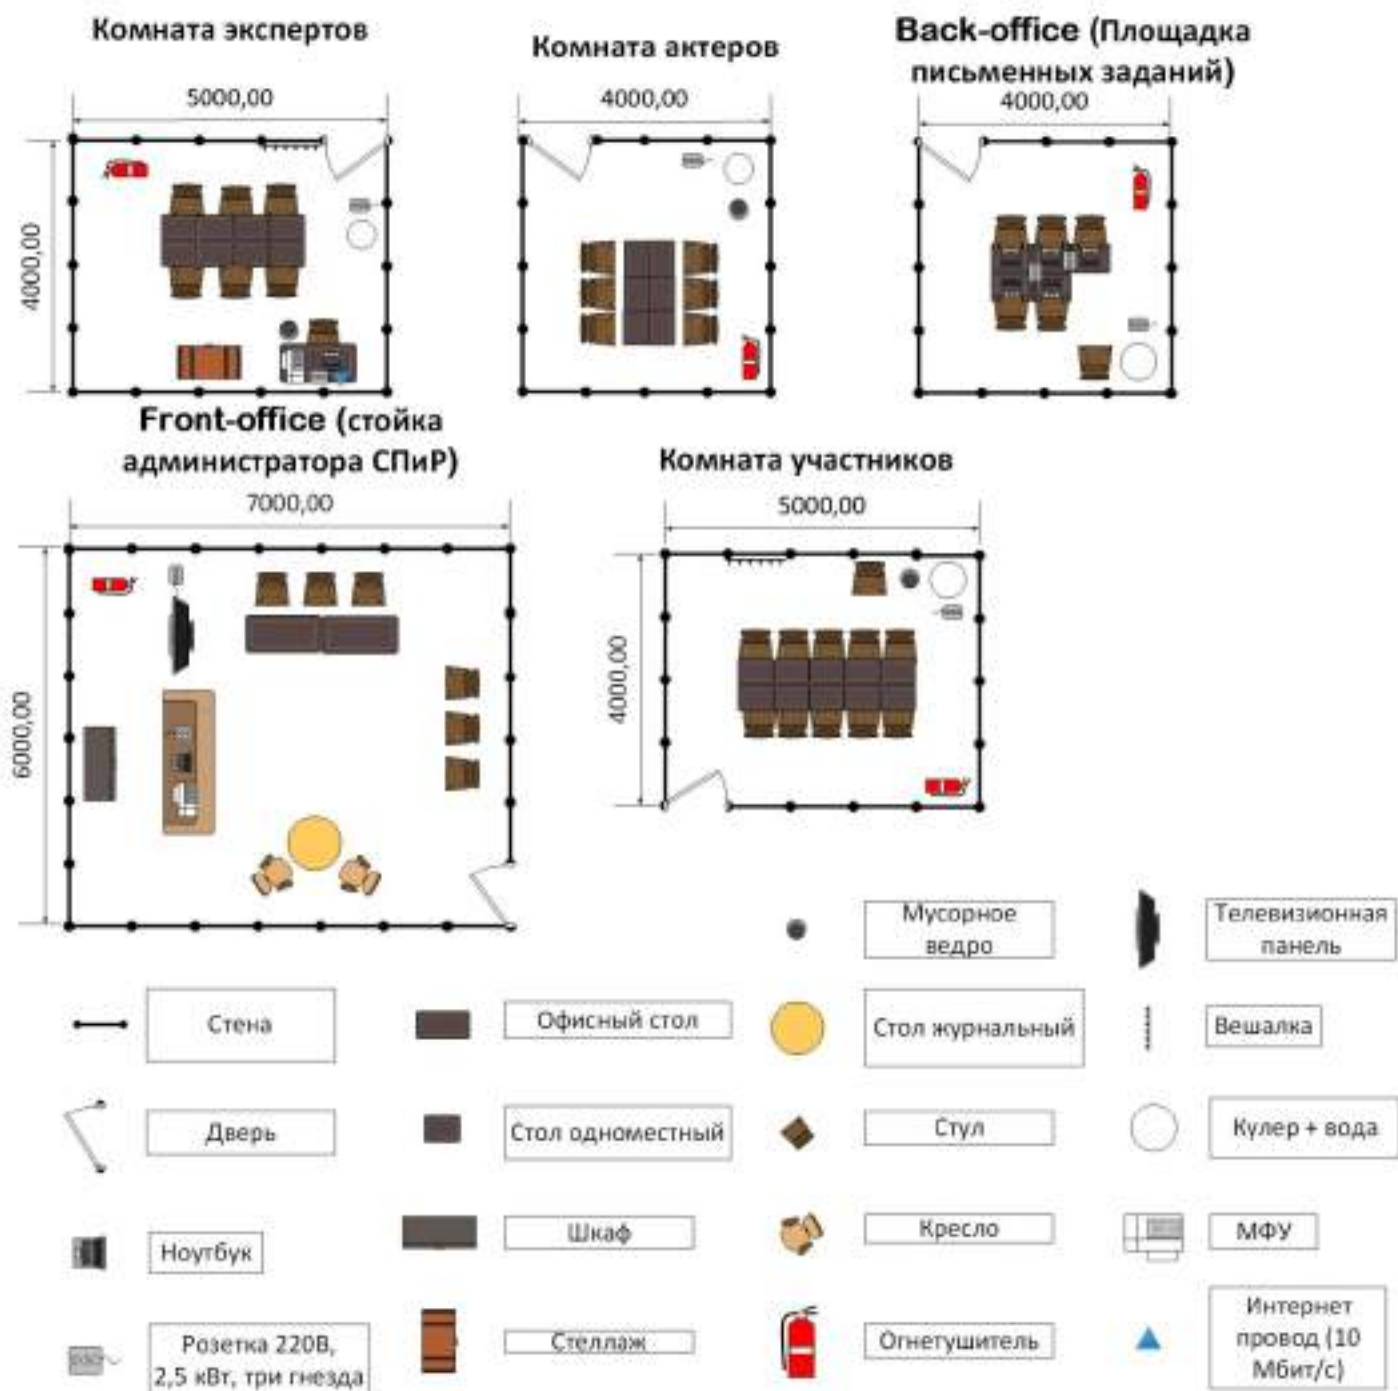 Комната экспертов
5000,00
4000,00
Комната актеров
4000,00
Back-office (Площадка
письменных заданий)
4000,00
Front-office (стойка
администратора СПиР)
7000,00
6000,00
Комната участников
5000,00
4000,00
Мусорное
ведро
Телевизионная
панель
Стена
Офисный стол
Стол журнальный
Вешалка
Дверь
Стол одноместный
Стул
Кулер + вода
Ноутбук
Шкаф
Кресло
МФУ
Розетка 220В,
2,5 кВт, три гнезда
Стеллаж
Огнетушитель
Интернет
провод (10
Мбит/с)